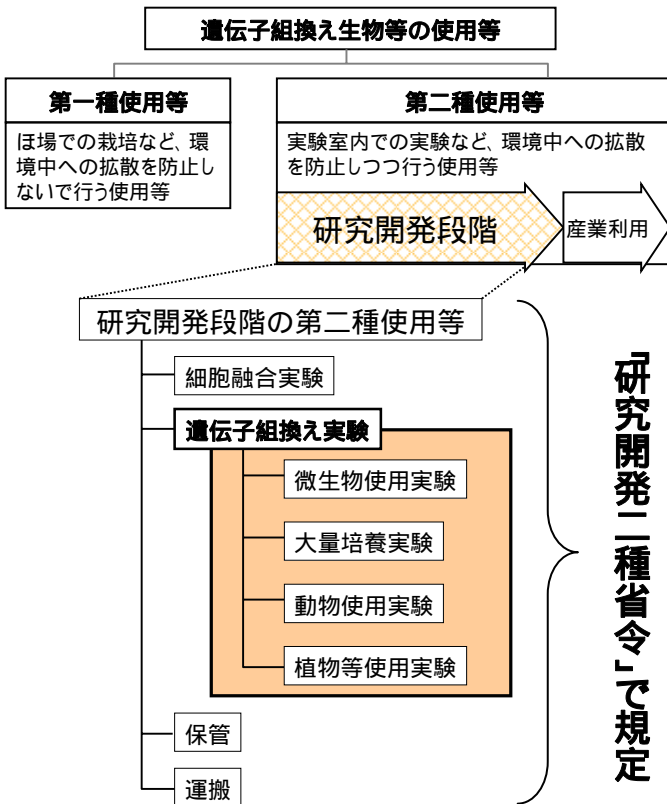 遺伝子組換え生物等の使用等
第一種使用等
ほ場での栽培など、環
境中への拡散を防止し
ないで行う使用等
第二種使用等
実験室内での実験など、環境中への拡散
を防止しつつ行う使用等
研究開発段階
産業利用
研究開発段階の第二種使用等
細胞融合実験
遺伝子組換え実験
微生物使用実験
大量培養実験
動物使用実験
植物等使用実験
保管
運搬
『研究開発二種省令』で規定